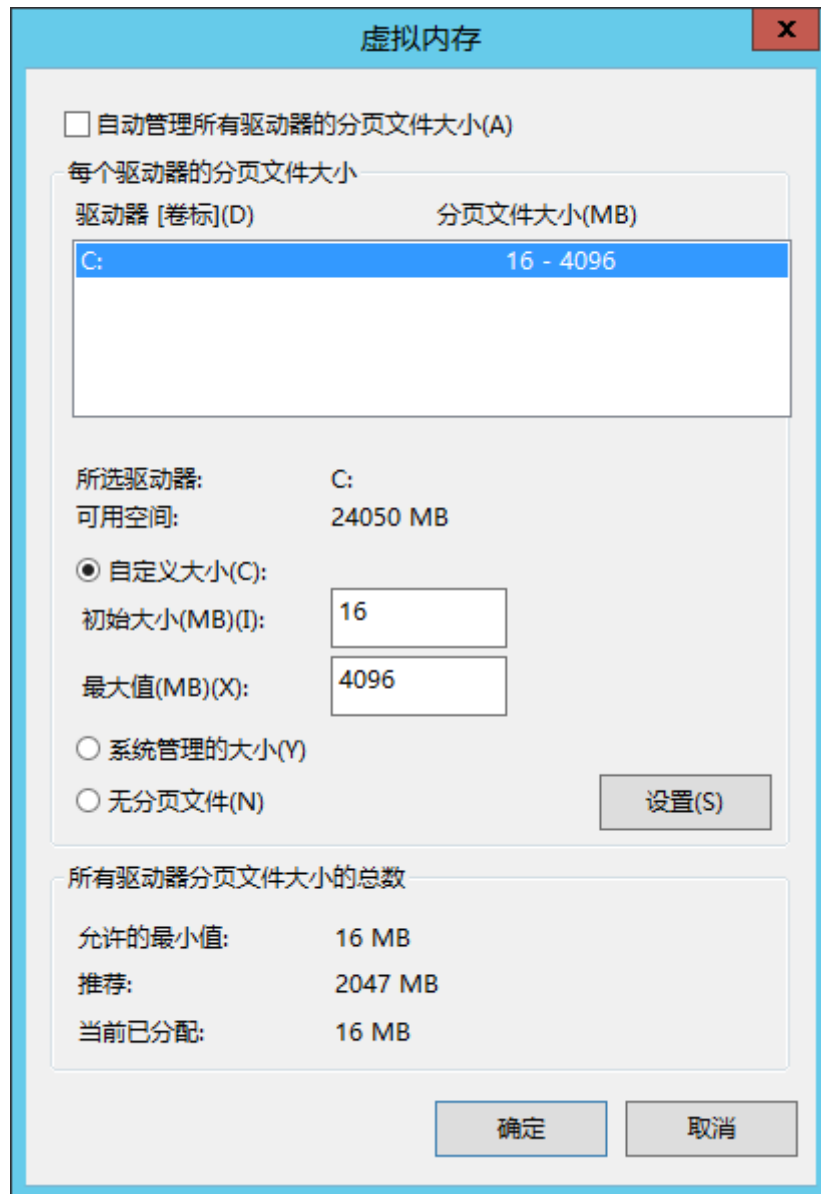 虚拟内存
x
自动管理所有驱动器的分页文件大小(A)
每个驱动器的分页文件大小
驱动器 [卷标](D) 分页文件大小(MB)
C: 16 - 4096
所选驱动器: C:
可用空间: 24050 MB
自定义大小(C):
初始大小(MB)(I): 16
最大值(MB)(X): 4096
系统管理的大小(Y)
无分页文件(N) 设置(S)
所有驱动器分页文件大小的总数
允许的最小值: 16 MB
推荐: 2047 MB
当前已分配: 16 MB
确定 取消